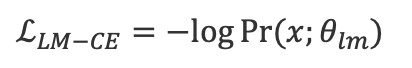 ℒ_{LM−CE} = −log Pr(x; θ_{lm})